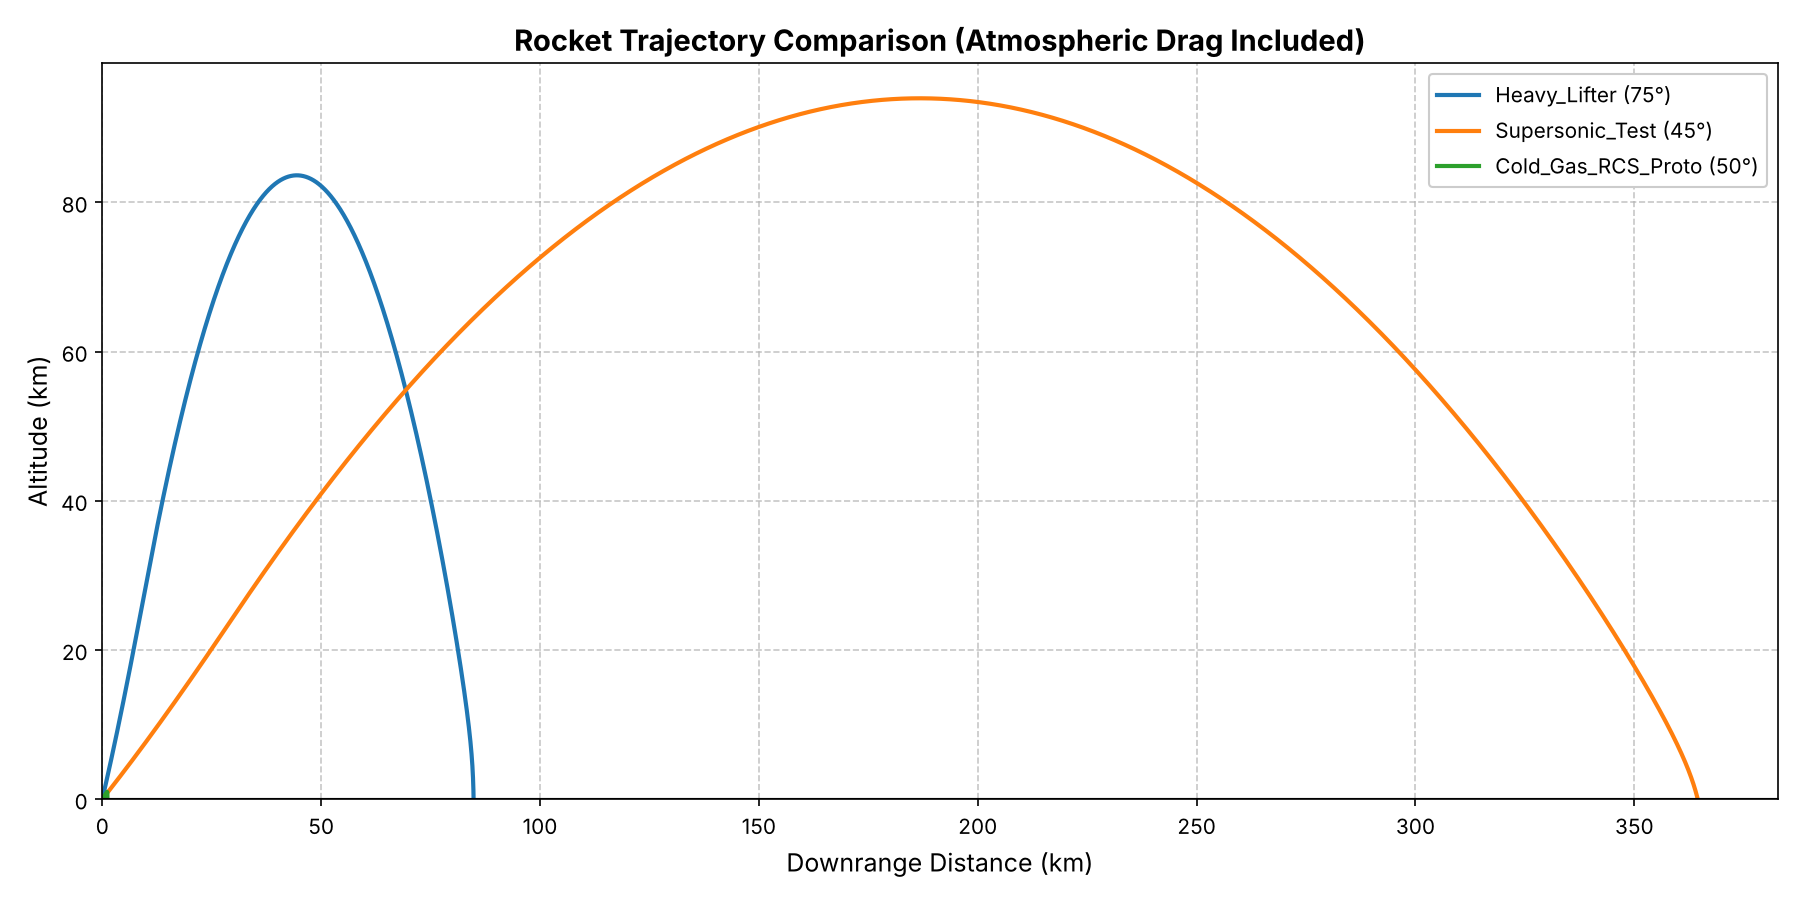 Rocket Trajectory Comparison (Atmospheric Drag Included)
Heavy_Lifter (75°)
Supersonic_Test (45°)
Cold_Gas_RCS_Proto (50°)
80
60
40
20
0
Altitude (km)
0 50 100 150 200 250 300 350
Downrange Distance (km)